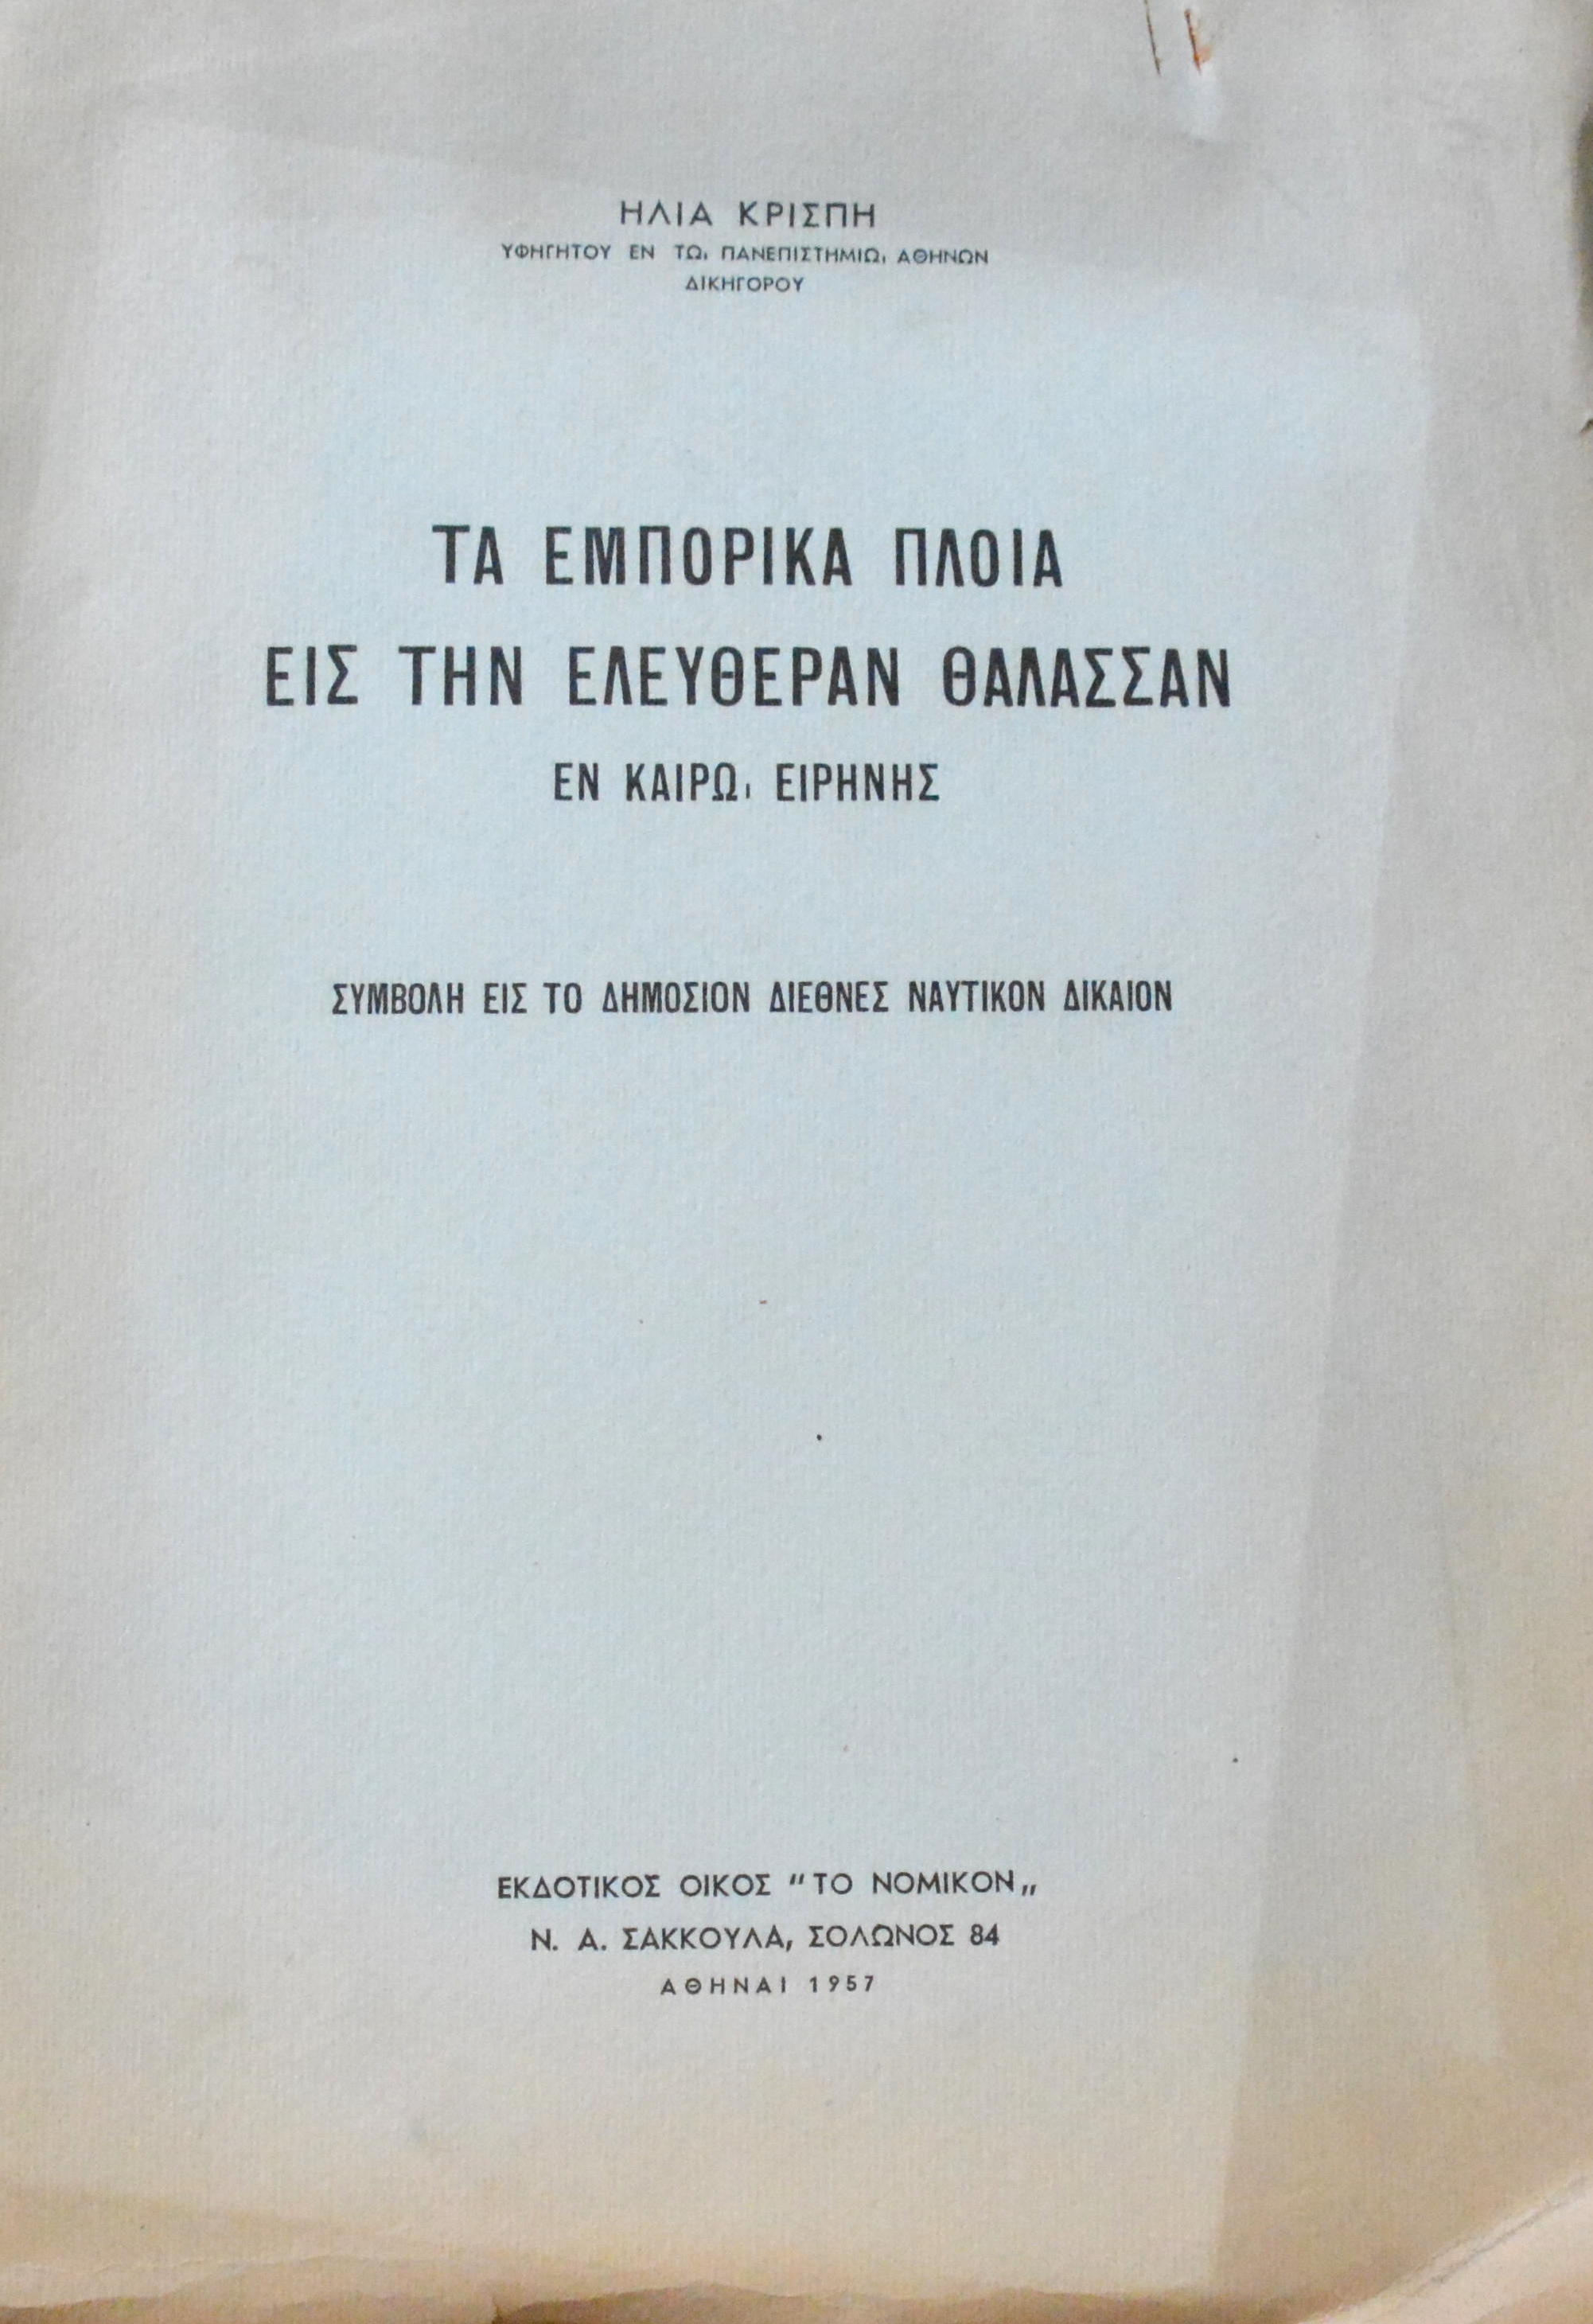 ΗΛΙΑ ΚΡΙΣΠΗ
ΥΦΗΓΗΤΟΥ ΕΝ ΤΩι ΠΑΝΕΠΙΣΤΗΜΙΩι ΑΘΗΝΩΝ
ΔΙΚΗΓΟΡΟΥ
ΤΑ ΕΜΠΟΡΙΚΑ ΠΛΟΙΑ
ΕΙΣ ΤΗΝ ΕΛΕΥΘΕΡΑΝ ΘΑΛΑΣΣΑΝ
ΕΝ ΚΑΙΡΩι ΕΙΡΗΝΗΣ
ΣΥΜΒΟΛΗ ΕΙΣ ΤΟ ΔΗΜΟΣΙΟΝ ΔΙΕΘΝΕΣ ΝΑΥΤΙΚΟΝ ΔΙΚΑΙΟΝ
ΕΚΔΟΤΙΚΟΣ ΟΙΚΟΣ "ΤΟ ΝΟΜΙΚΟΝ„
Ν. Α. ΣΑΚΚΟΥΛΑ, ΣΟΛΩΝΟΣ 84
ΑΘΗΝΑΙ 1957